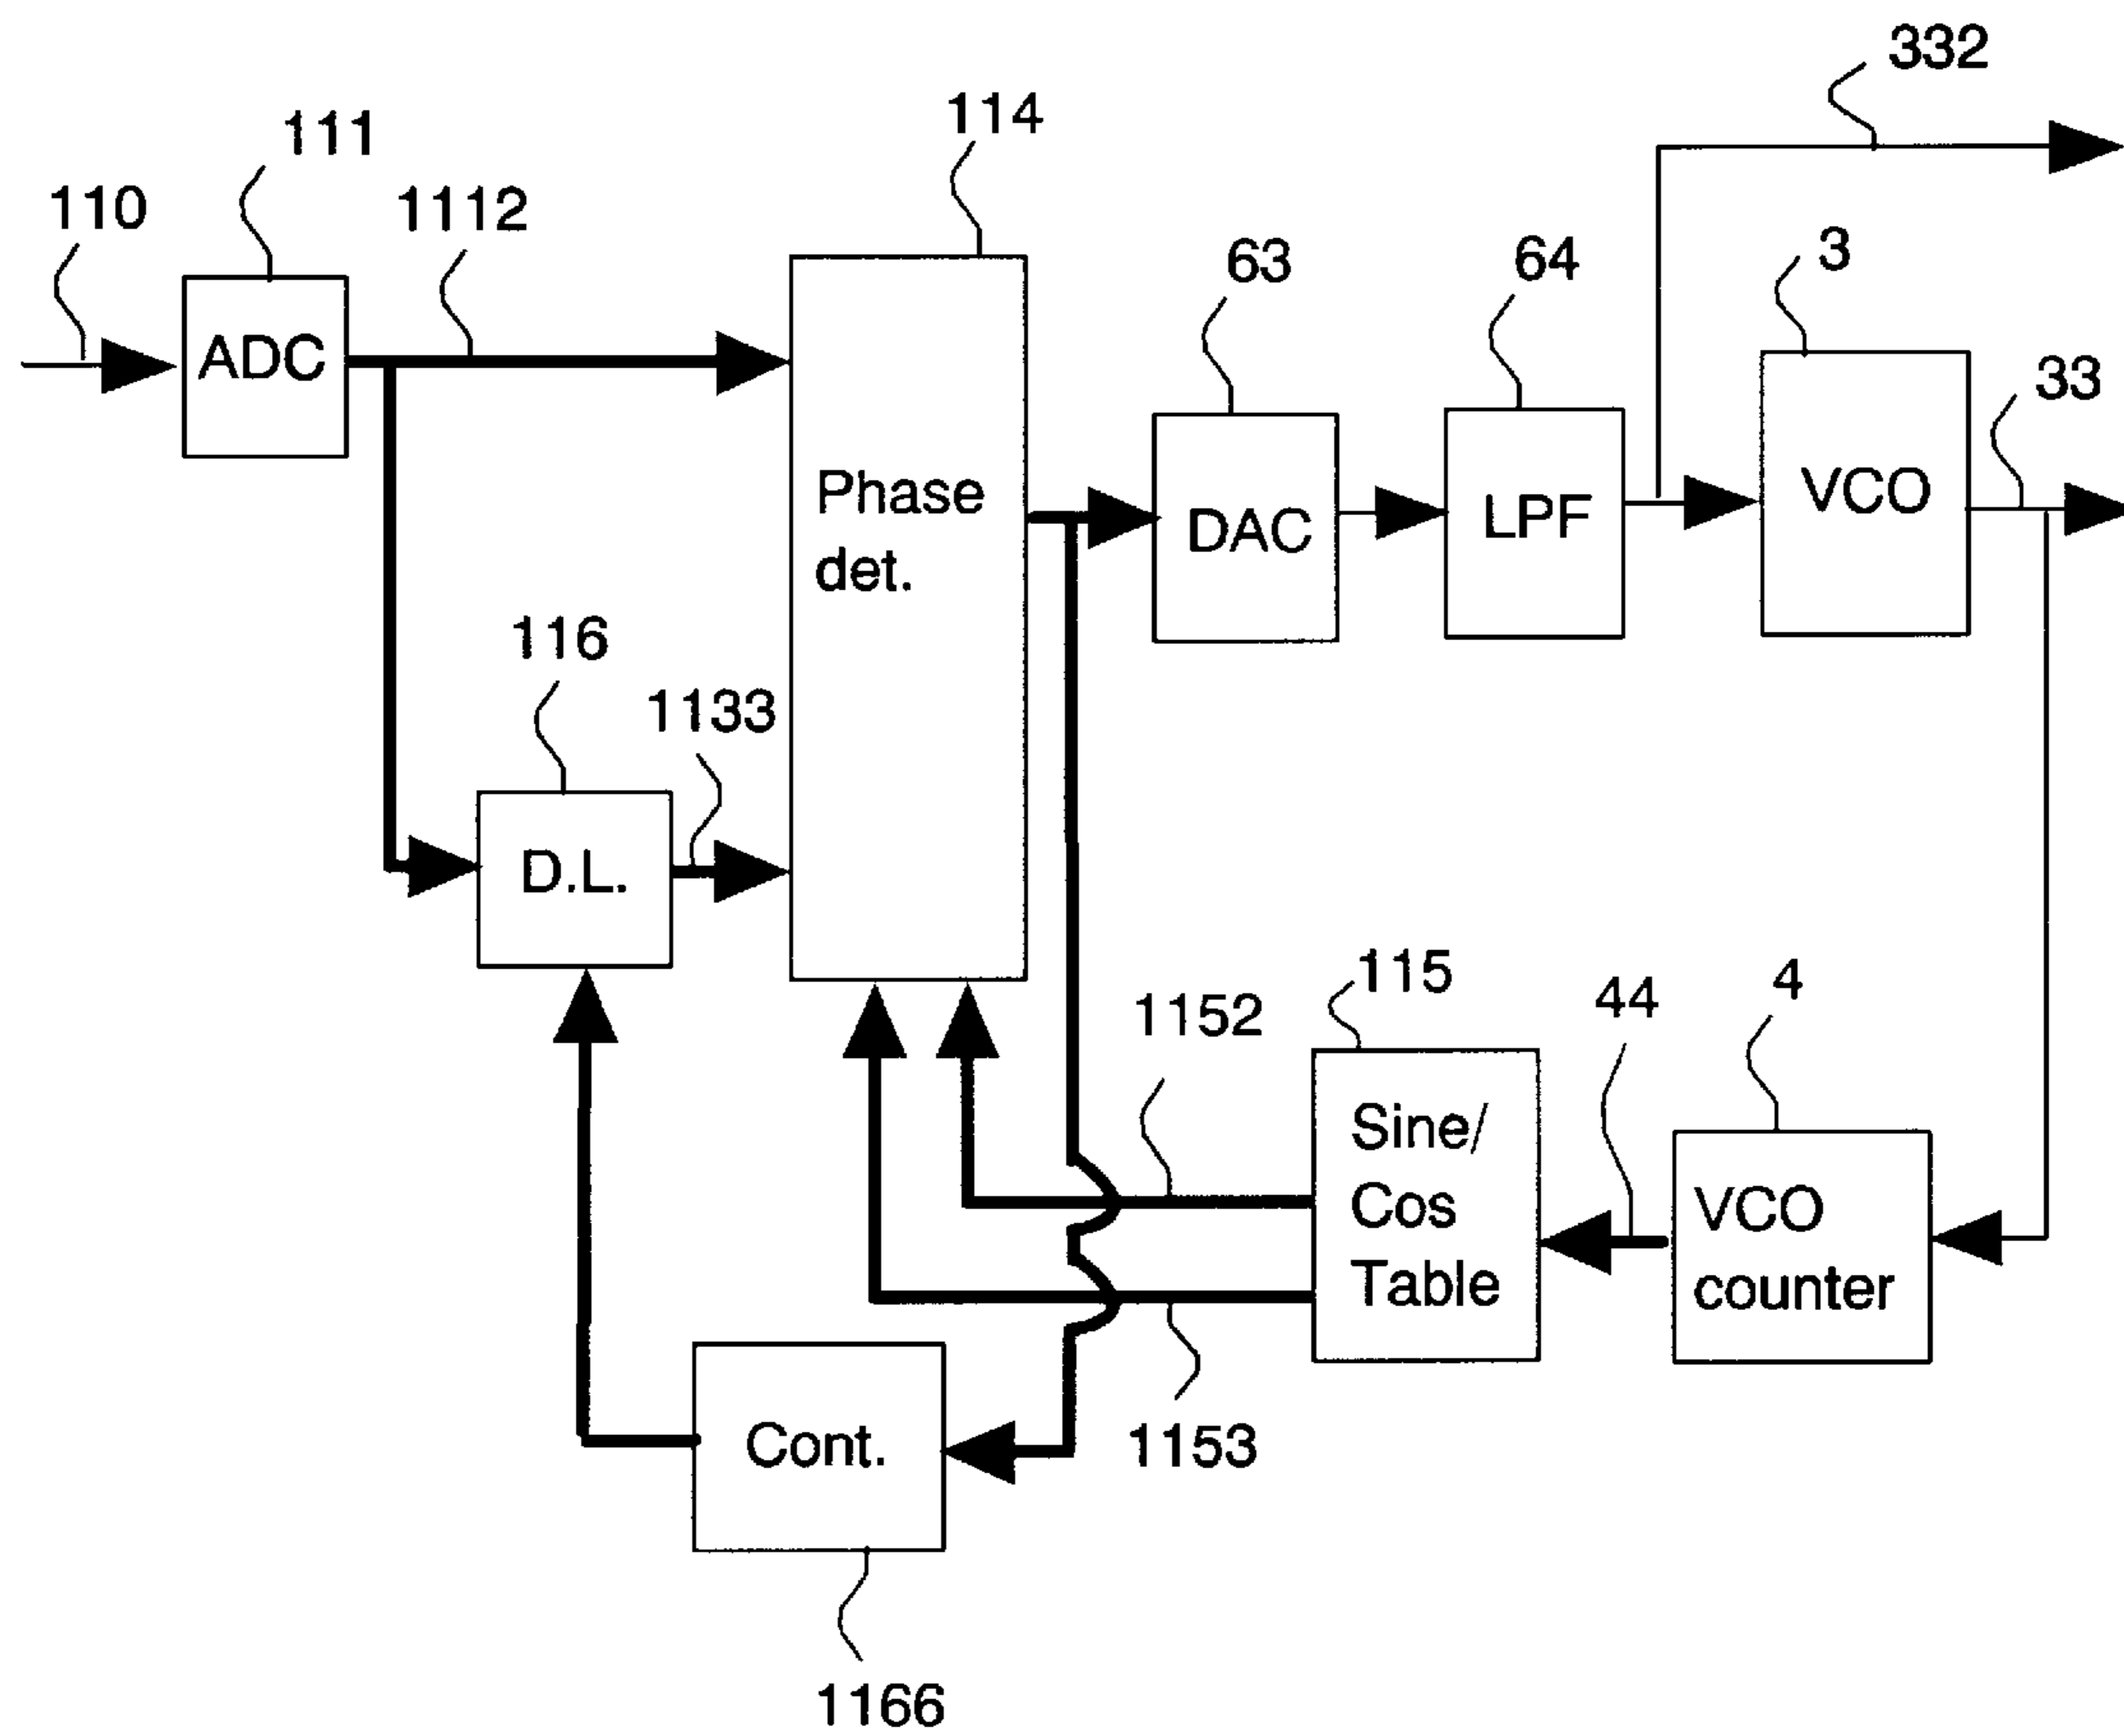 332
114
111
110
1112
63
64
3
33
ADC
Phase
det.
DAC
LPF
VCO
116
1133
D.L.
115
44
4
1152
Sine/
Cos
Table
VCO
counter
Cont.
1153
1166